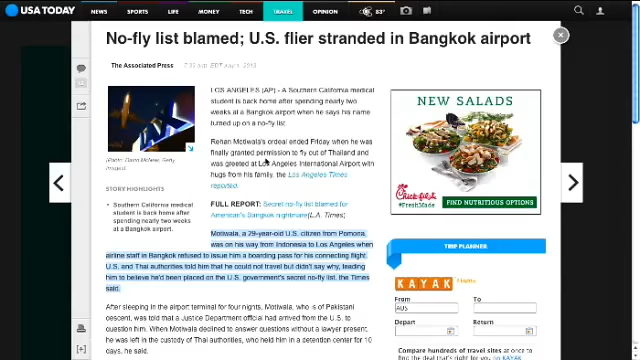 USA TODAY NEWS SPORTS LIFE MONEY TECH TRAVEL OPINION 83°
No-fly list blamed; U.S. flier stranded in Bangkok airport
The Associated Press
LOS ANGELES (AP) - A Southern California medical
student is back home after spending nearly two
weeks at a Bangkok airport when he says his name
turned up on a no-fly list.
Rehan Motiwala's ordeal ended Friday when he was
finally granted permission to fly out of Thailand and
was greeted at Los Angeles International Airport with
hugs from his family, the Los Angeles Times
reported.
FULL REPORT: Secret no-fly list blamed for
American's Bangkok nightmare (L.A. Times)
Motiwala, a 29-year-old U.S. citizen from Pomona,
was on his way from Indonesia to Los Angeles when
airline staff in Bangkok refused to issue him a boarding pass for his connecting flight.
U.S. and Thai authorities told him that he could not travel but didn't say why, leading
him to believe he'd been placed on the U.S. government's secret no-fly list, the Times
said.
After sleeping in the airport terminal for four nights, Motiwala, who is of Pakistani
descent, was told that a Justice Department official had arrived from the U.S. to
question him. When Motiwala declined to answer questions without a lawyer present,
he was left in the custody of Thai authorities, who held him in a detention center for 10
days, he said.
STORY HIGHLIGHTS
• Southern California medical
student is back home after
spending nearly two weeks
at a Bangkok airport.
NEW SALADS
Chick-fil-A
#FreshMade
FIND NUTRITIOUS OPTIONS
TRIP PLANNER
KAYAK Flights
From To
AUS
Depart Return
Compare hundreds of travel sites at once to
find the deal that's right for you on KAYAK